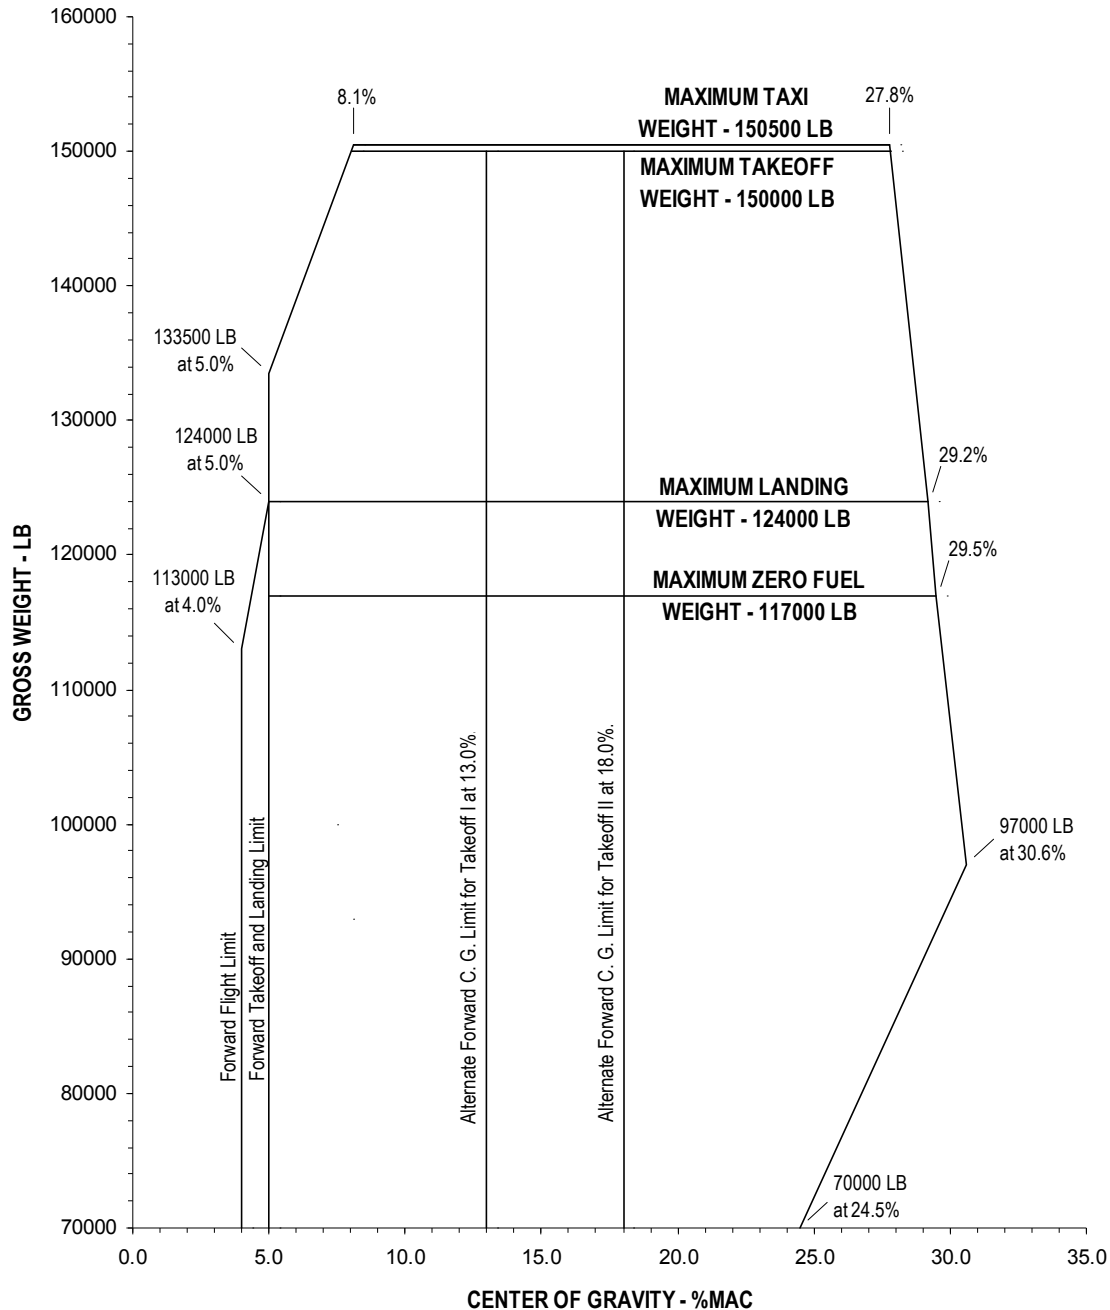 160000
8.1%
MAXIMUM TAXI
WEIGHT - 150500 LB
27.8%
150000
MAXIMUM TAKEOFF
WEIGHT - 150000 LB
140000
133500 LB
at 5.0%
130000
124000 LB
at 5.0%
29.2%
MAXIMUM LANDING
WEIGHT - 124000 LB
120000
29.5%
113000 LB
at 4.0%
MAXIMUM ZERO FUEL
WEIGHT - 117000 LB
GROSS WEIGHT - LB
110000
100000
97000 LB
at 30.6%
90000
Forward Flight Limit
Forward Takeoff and Landing Limit
Alternate Forward C. G. Limit for Takeoff I at 13.0%.
Alternate Forward C. G. Limit for Takeoff II at 18.0%.
80000
70000 LB
at 24.5%
70000
0.0 5.0 10.0 15.0 20.0 25.0 30.0 35.0
CENTER OF GRAVITY - %MAC